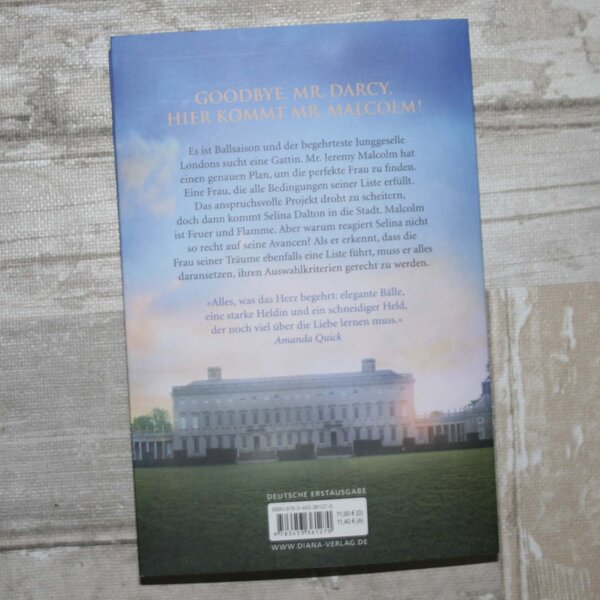 GOODBYE, MR. DARCY,
HIER KOMMT MR. MALCOLM!
Es ist Ballsaison und der begehrteste Junggeselle
Londons sucht eine Gattin. Mr. Jeremy Malcolm hat
einen genauen Plan, um die perfekte Frau zu finden.
Eine Frau, die alle Bedingungen seiner Liste erfüllt.
Das anspruchsvolle Projekt droht zu scheitern,
doch dann kommt Selina Dalton in die Stadt. Malcolm
ist Feuer und Flamme. Aber warum reagiert Selina nicht
so recht auf seine Avancen? Als er erkennt, dass die
Frau seiner Träume ebenfalls eine Liste führt, muss er alles
daransetzen, ihren Auswahlkriterien gerecht zu werden.
»Alles, was das Herz begehrt: elegante Bälle,
eine starke Heldin und ein schneidiger Held,
der noch viel über die Liebe lernen muss.«
Amanda Quick
DEUTSCHE ERSTAUSGABE
ISBN
11,00 € (D)
11,40 € (A)
WWW.DIANA-VERLAG.DE